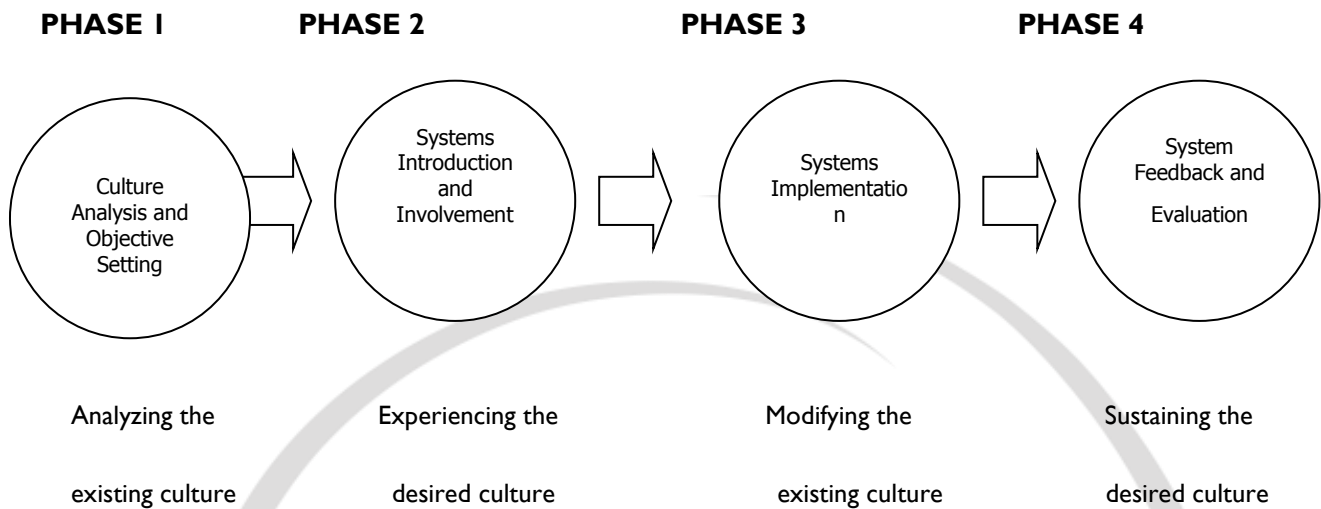 PHASE 1 PHASE 2 PHASE 3 PHASE 4
Culture
Analysis and
Objective
Setting
Systems
Introduction
and
Involvement
Systems
Implementatio
n
System
Feedback and
Evaluation
Analyzing the
existing culture
Experiencing the
desired culture
Modifying the
existing culture
Sustaining the
desired culture